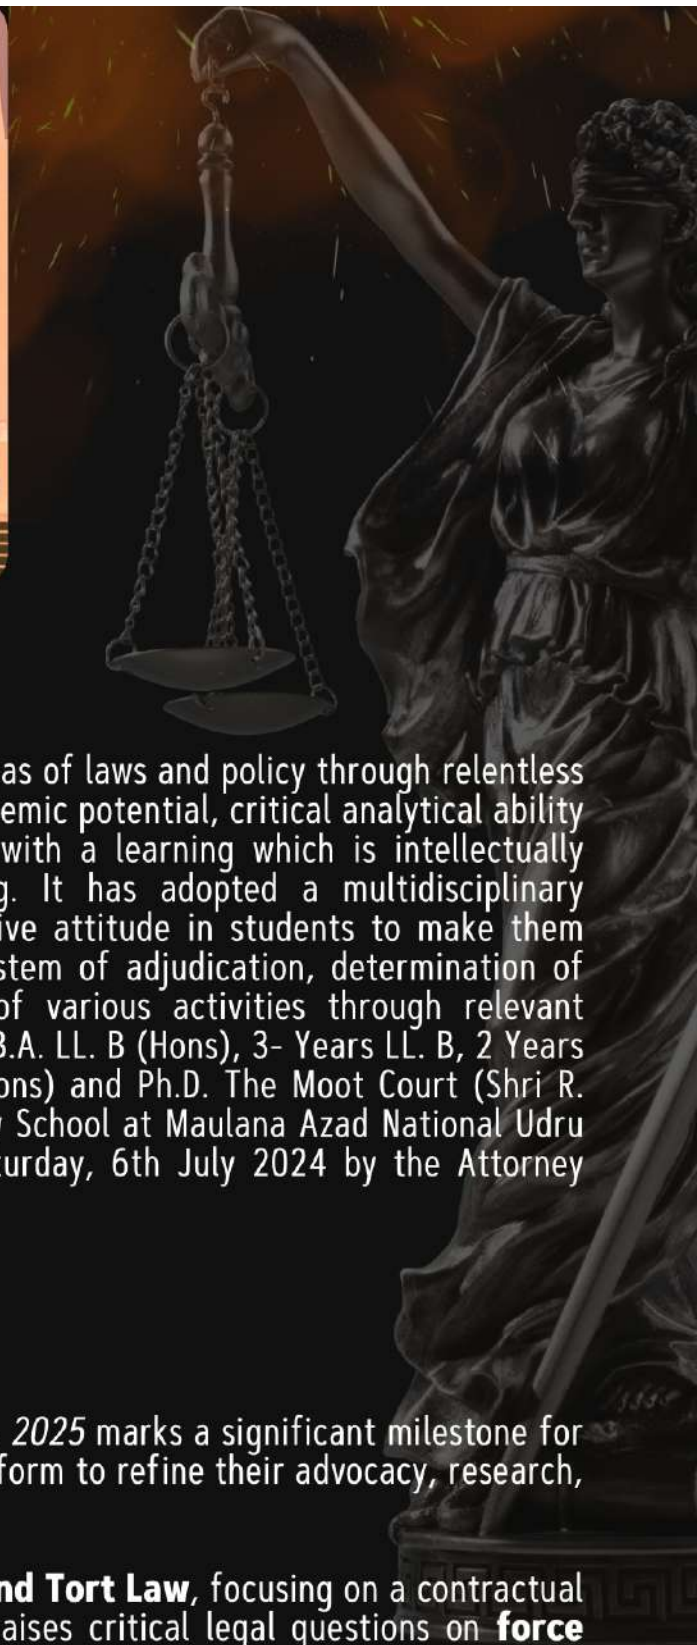 as of laws and policy through relentless
emic potential, critical analytical ability
with a learning which is intellectually
g. It has adopted a multidisciplinary
ive attitude in students to make them
stem of adjudication, determination of
of various activities through relevant
B.A. LL. B (Hons), 3- Years LL. B, 2 Years
ons) and Ph.D. The Moot Court (Shri R.
School at Maulana Azad National Udru
turday, 6th July 2024 by the Attorney
2025 marks a significant milestone for
form to refine their advocacy, research,
nd Tort Law, focusing on a contractual
aises critical legal questions on force